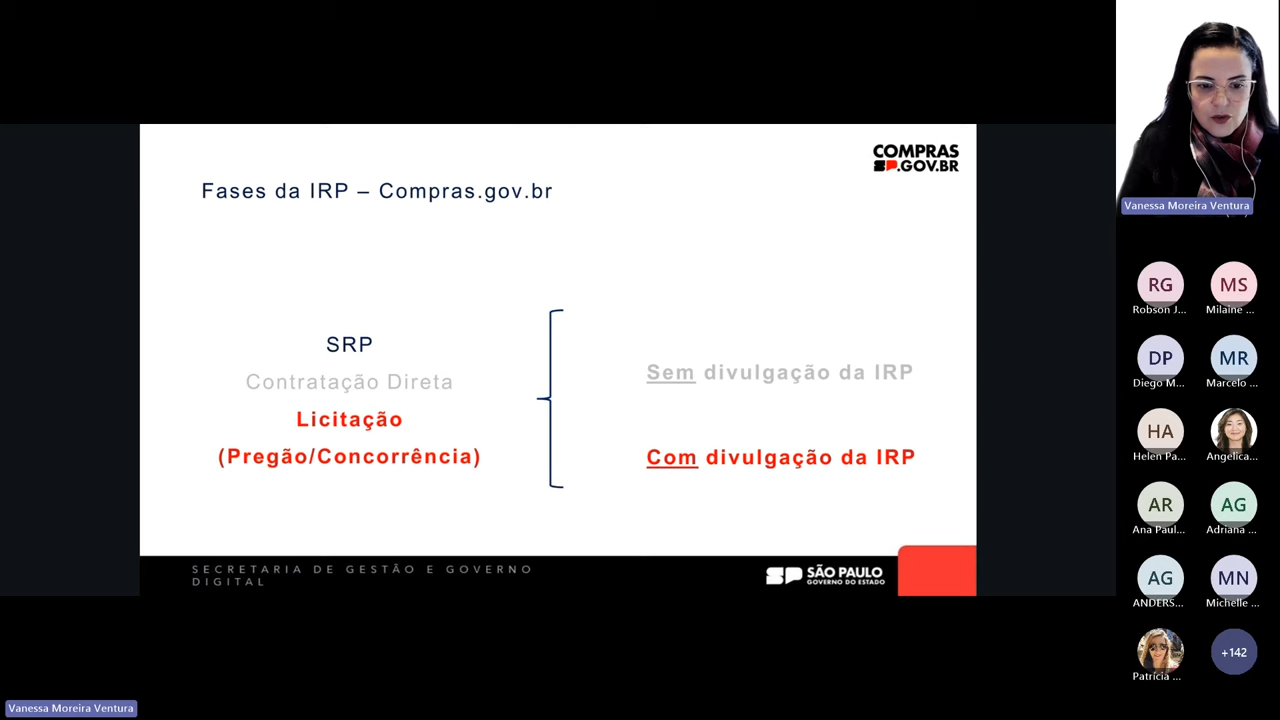 COMPRAS
SP.GOV.BR
Fases da IRP – Compras.gov.br
SRP
Contratação Direta
Licitação
(Pregão/Concorrência)
Sem divulgação da IRP
Com divulgação da IRP
SECRETARIA DE GESTÃO E GOVERNO
DIGITAL
SP SÃO PAULO
GOVERNO DO ESTADO
Vanessa Moreira Ventura
RG
MS
Robson J...
Milaine ...
DP
MR
Diego M...
Marcelo ...
HA
Helen Pa...
Angelica...
AR
AG
Ana Paul...
Adriana ...
AG
MN
ANDERS...
Michelle ...
+142
Patrícia ...
Vanessa Moreira Ventura